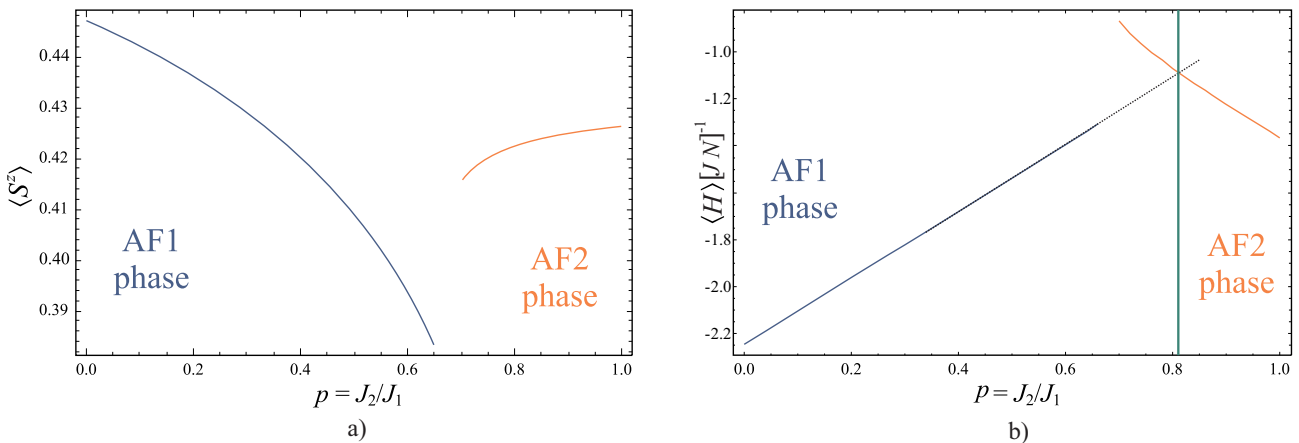 0.44
0.43
0.42
0.41
0.40
0.39
⟨S^z⟩
AF1
phase
AF2
phase
0.0 0.2 0.4 0.6 0.8 1.0
p = J_2/J_1
a)
-1.0
-1.2
-1.8
-2.0
-2.2
⟨H⟩[J N]^-1
AF1
phase
AF2
phase
0.0 0.2 0.4 0.6 0.8 1.0
p = J_2/J_1
b)